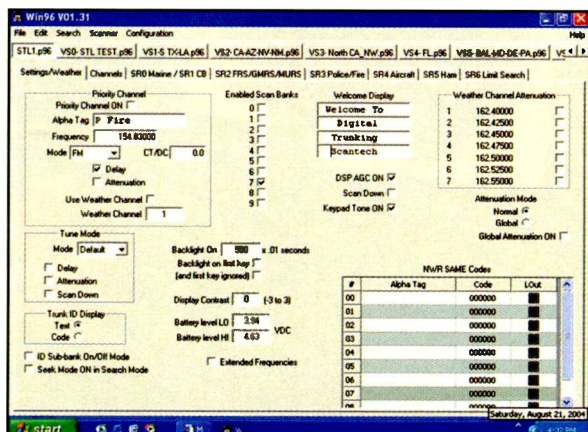 Win96 V01.31
File Edit Search Scanner Configuration Help
STL1.p96 VS0- STL TEST.p96 VS1-S TX-LA.p96 VS2-CA-AZ-NV-NM.p96 VS3- North CA_NW.p96 VS4- FL.p96 VS5-BAL-MD-DE-PA.p96
Settings/Weather Channels SR0 Marine / SR1 CB SR2 FRS/GMRS/MURS SR3 Police/Fire SR4 Aircraft SR5 Ham SR6 Limit Search
Priority Channel
Priority Channel ON
Alpha Tag P Fire
Frequency 154.83000
Mode FM CT/DC 0.0
Delay
Attenuation
Use Weather Channel
Weather Channel 1
Enabled Scan Banks
0
1
2
3
4
5
6
7
8
9
Welcome Display
Welcome To
Digital
Trunking
Scantech
DSP AGC ON
Scan Down
Keypad Tone ON
Weather Channel Attenuation
1 162.40000
2 162.42500
3 162.45000
4 162.47500
5 162.50000
6 162.52500
7 162.55000
Attenuation Mode
Normal
Global
Global Attenuation ON
Tune Mode
Mode Default
Delay
Attenuation
Scan Down
Trunk ID Display
Text
Code
ID Sub-bank On/Off Mode
Seek Mode ON in Search Mode
Backlight On 500 x .01 seconds
Backlight on first key
(and first key ignored)
Display Contrast 0 (-3 to 3)
Battery level LO 3.94
Battery level HI 4.63
VDC
Extended Frequencies
NWR SAME Codes
# Alpha Tag Code LOut
00 000000
01 000000
02 000000
03 000000
04 000000
05 000000
06 000000
07 000000
08 000000
start
Saturday, August 21, 2004